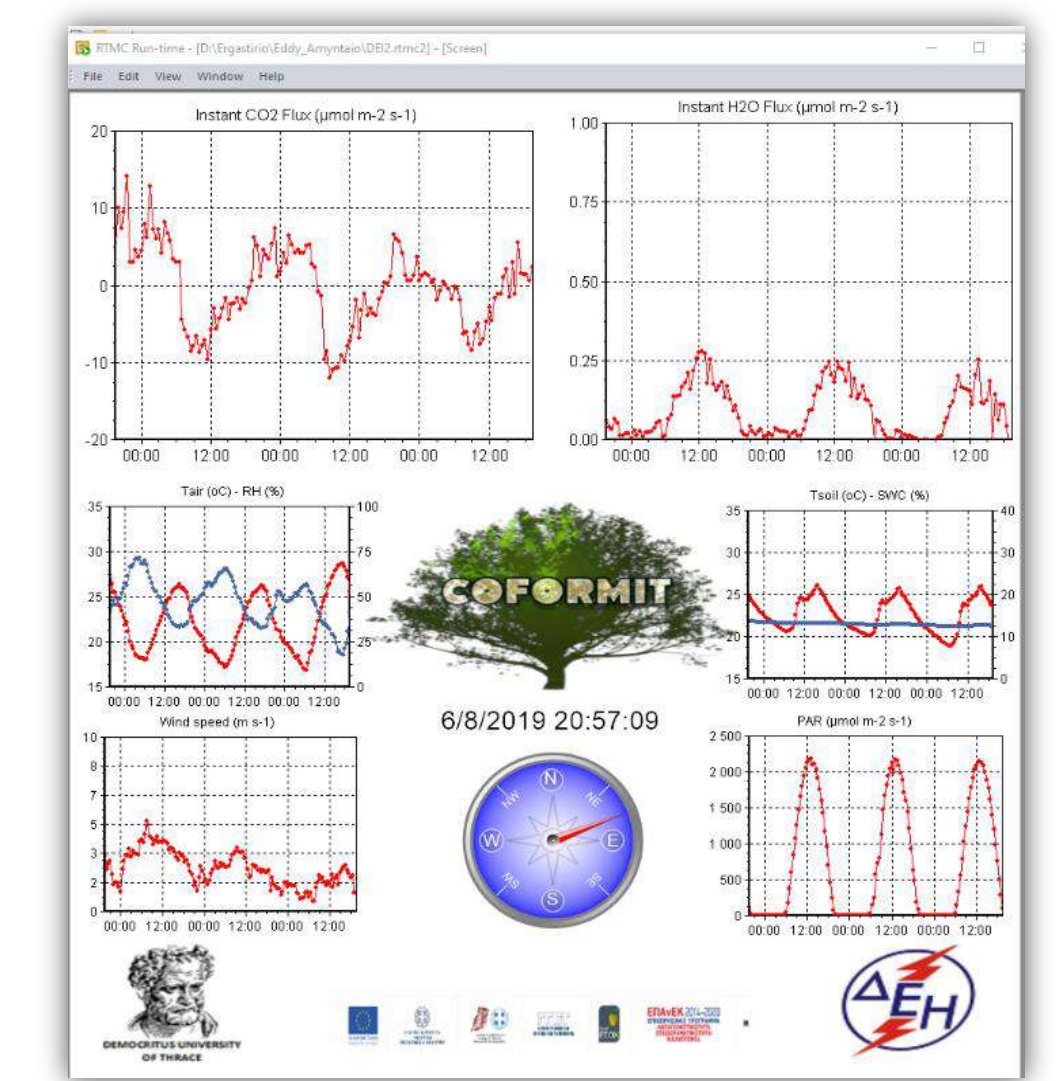 RTMC Run-time - [D:\Ergastirio\Eddy_Amyntaio\DEI2.rtmc2] - [Screen]
File Edit View Window Help
Instant CO2 Flux (μmol m-2 s-1)
20
10
0
-10
-20
00:00 12:00 00:00 12:00 00:00 12:00
Instant H2O Flux (μmol m-2 s-1)
1.00
0.75
0.50
0.25
0.00
00:00 12:00 00:00 12:00 00:00 12:00
Tair (oC) - RH (%)
35 100
30 75
25 50
20 25
15 0
00:00 12:00 00:00 12:00 00:00 12:00
COFORMIT
Tsoil (oC) - SWC (%)
35 40
30 30
25 20
20 10
15 0
00:00 12:00 00:00 12:00 00:00 12:00
6/8/2019 20:57:09
Wind speed (m s-1)
10
8
7
5
3
2
0
00:00 12:00 00:00 12:00 00:00 12:00
N
NW NE
W E
SW SE
S
PAR (μmol m-2 s-1)
2 500
2 000
1 500
1 000
500
0
00:00 12:00 00:00 12:00 00:00 12:00
DEMOCRITUS UNIVERSITY
OF THRACE
ΕΠΑνΕΚ 2014-2020
ΕΠΙΧΕΙΡΗΣΙΑΚΟ ΠΡΟΓΡΑΜΜΑ
ΑΝΤΑΓΩΝΙΣΤΙΚΟΤΗΤΑ
ΕΠΙΧΕΙΡΗΜΑΤΙΚΟΤΗΤΑ
ΚΑΙΝΟΤΟΜΙΑ
ΔΕΗ